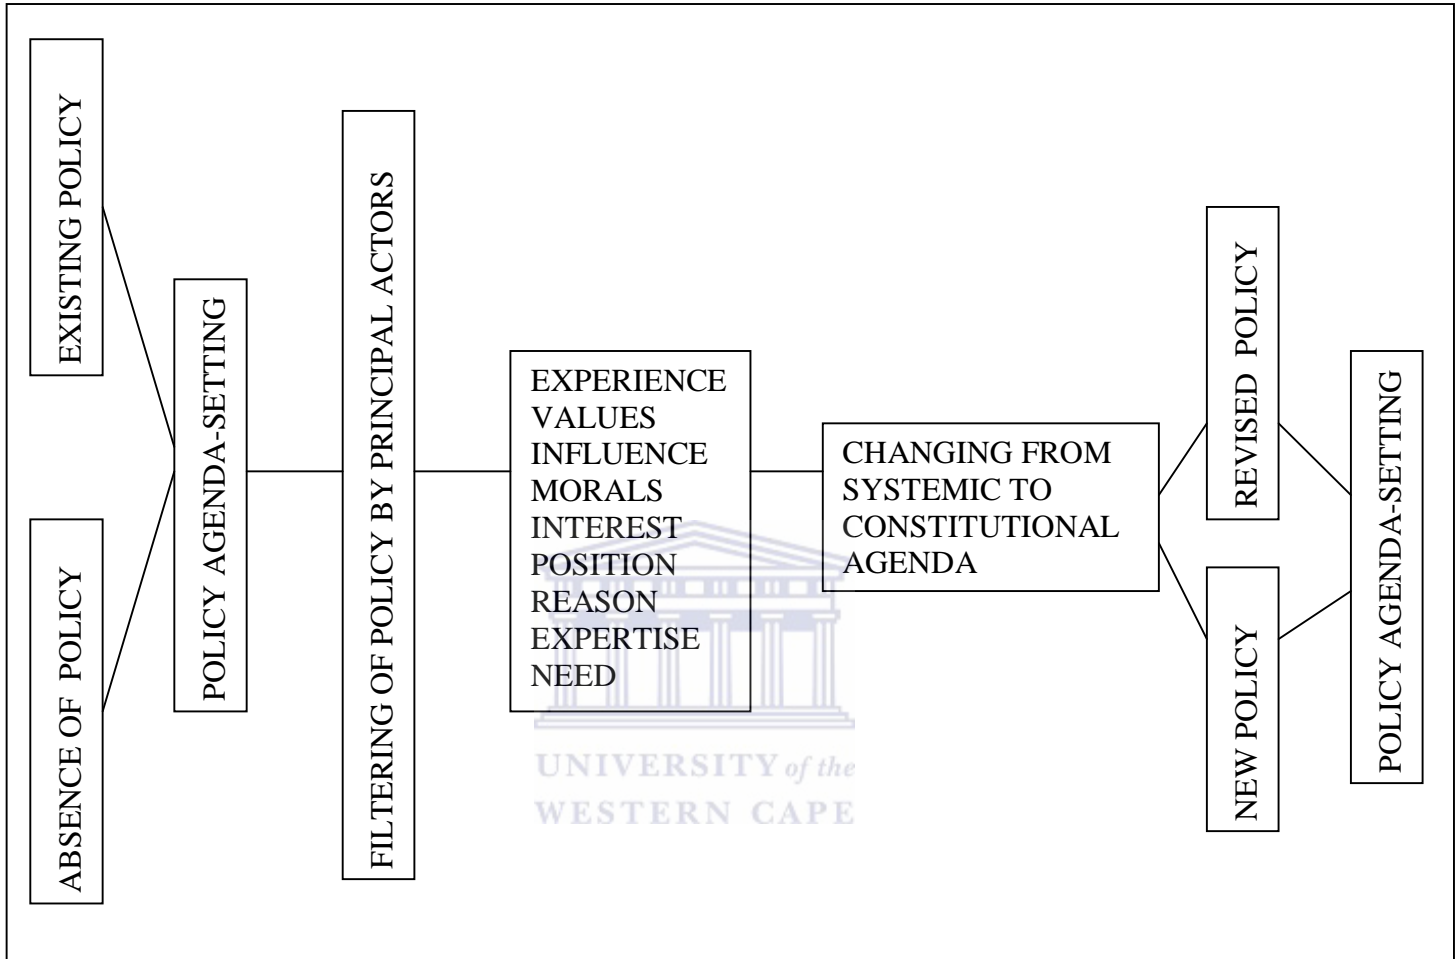 EXISTING POLICY
ABSENCE OF POLICY
POLICY AGENDA-SETTING
FILTERING OF POLICY BY PRINCIPAL ACTORS
EXPERIENCE
VALUES
INFLUENCE
MORALS
INTEREST
POSITION
REASON
EXPERTISE
NEED
CHANGING FROM
SYSTEMIC TO
CONSTITUTIONAL
AGENDA
REVISED POLICY
NEW POLICY
POLICY AGENDA-SETTING
UNIVERSITY of the
WESTERN CAPE